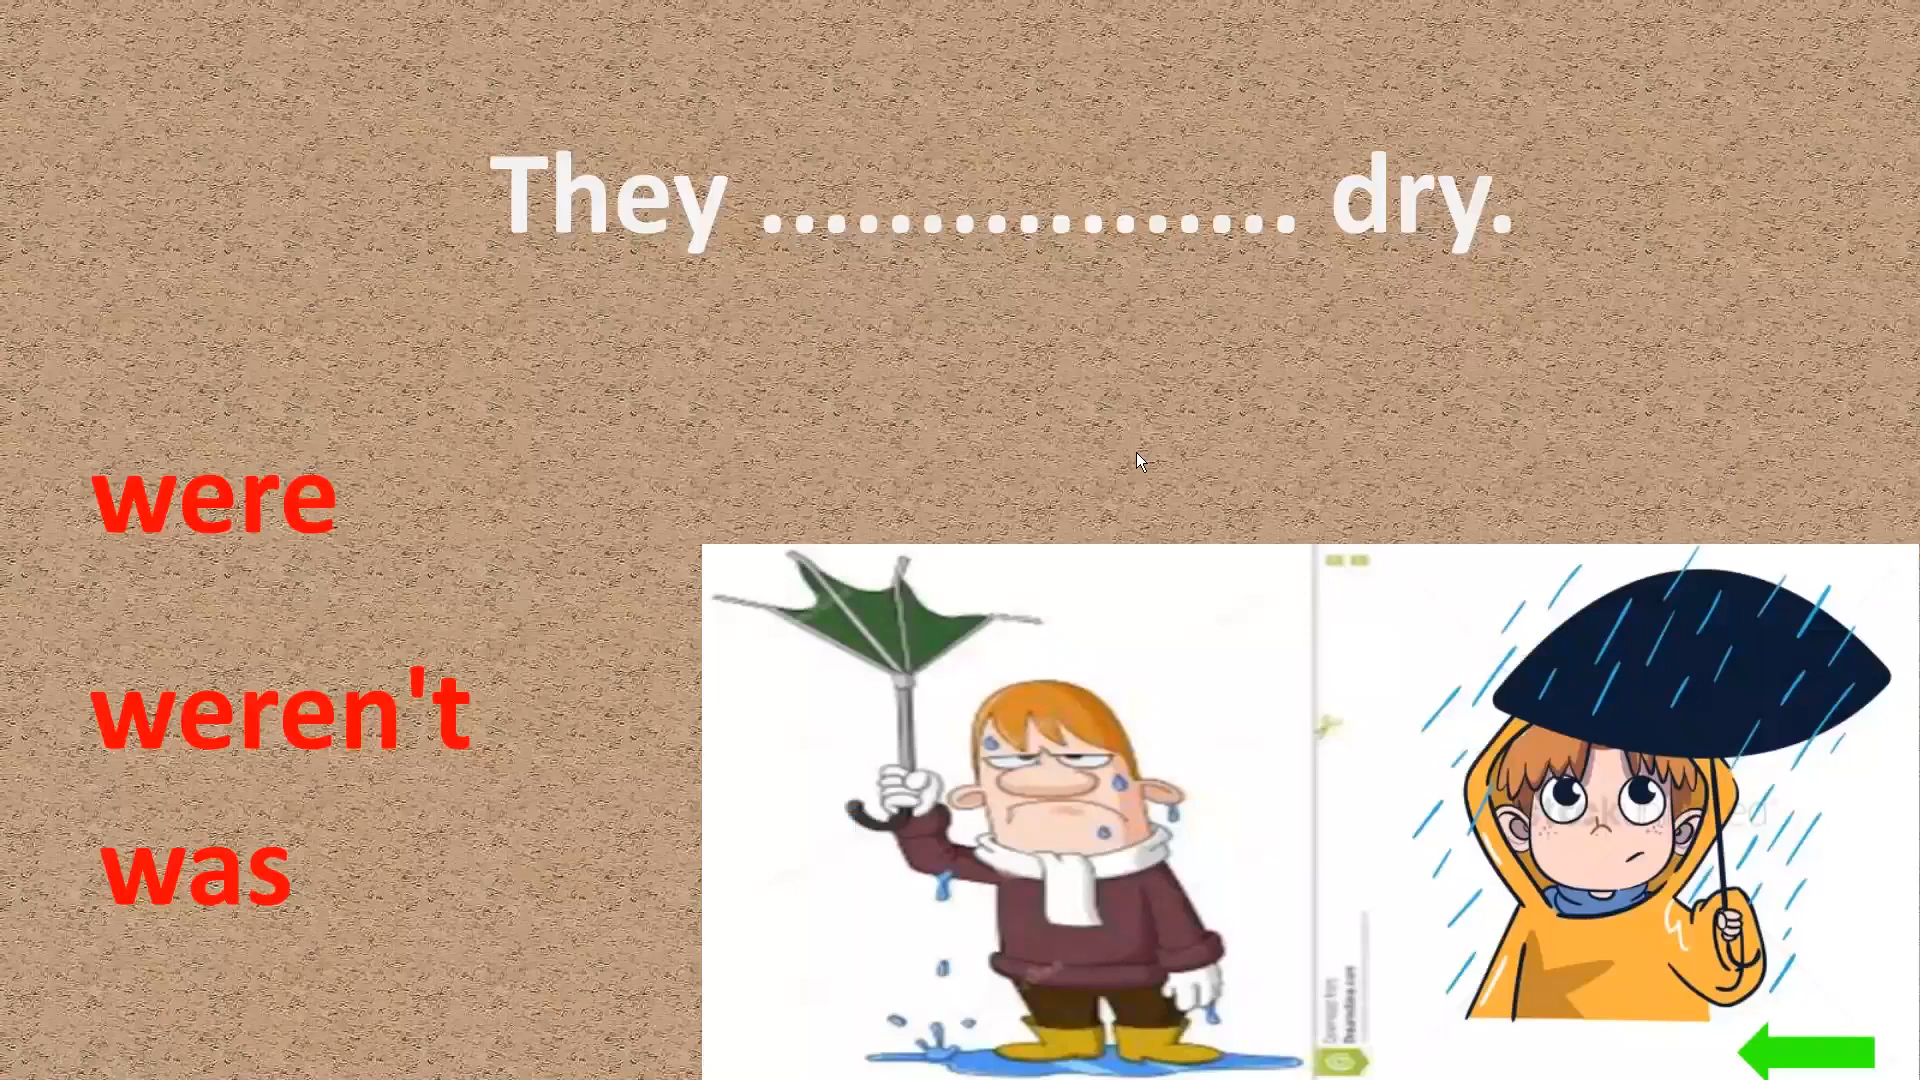 They ................. dry.
were
weren't
was